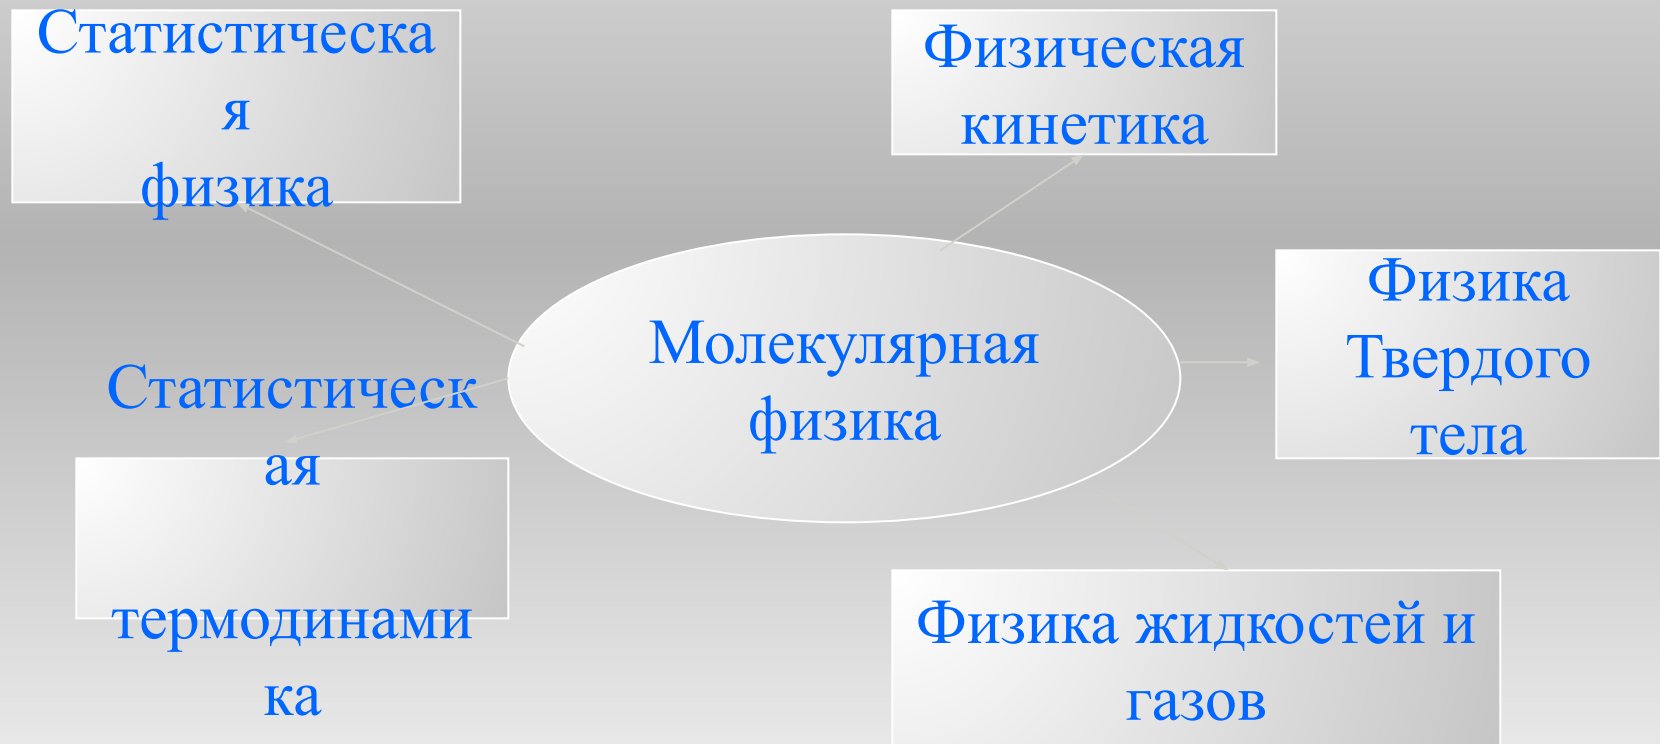 Статистическа
я
физика
Физическая
кинетика
Физика
Твердого
тела
Молекулярная
физика
Статистическ
ая
термодинами
ка
Физика жидкостей и
газов